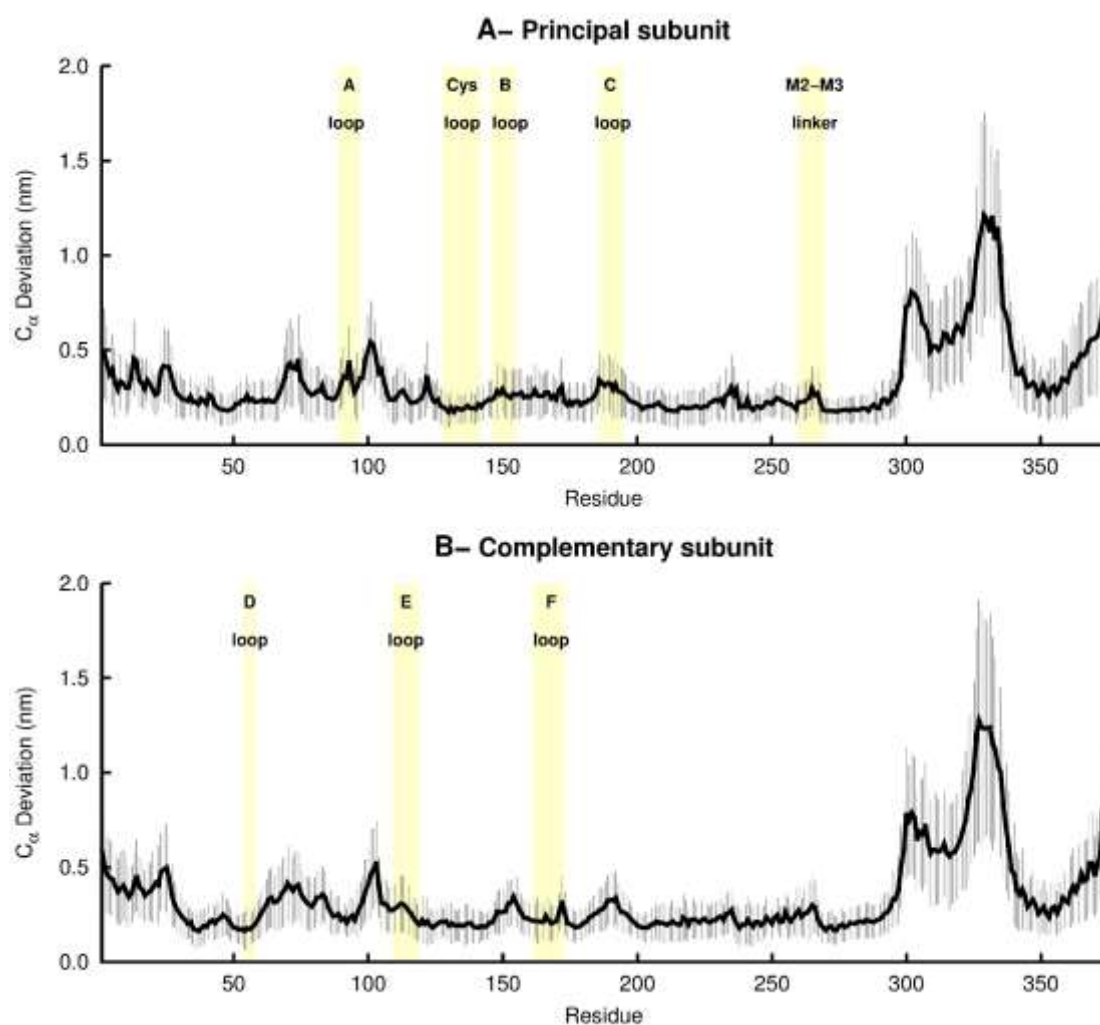 A– Principal subunit
2.0
1.5
1.0
0.5
0.0
Cα Deviation (nm)
A
loop
Cys
loop
B
loop
C
loop
M2–M3
linker
50 100 150 200 250 300 350
Residue
B– Complementary subunit
2.0
1.5
1.0
0.5
0.0
Cα Deviation (nm)
D
loop
E
loop
F
loop
50 100 150 200 250 300 350
Residue